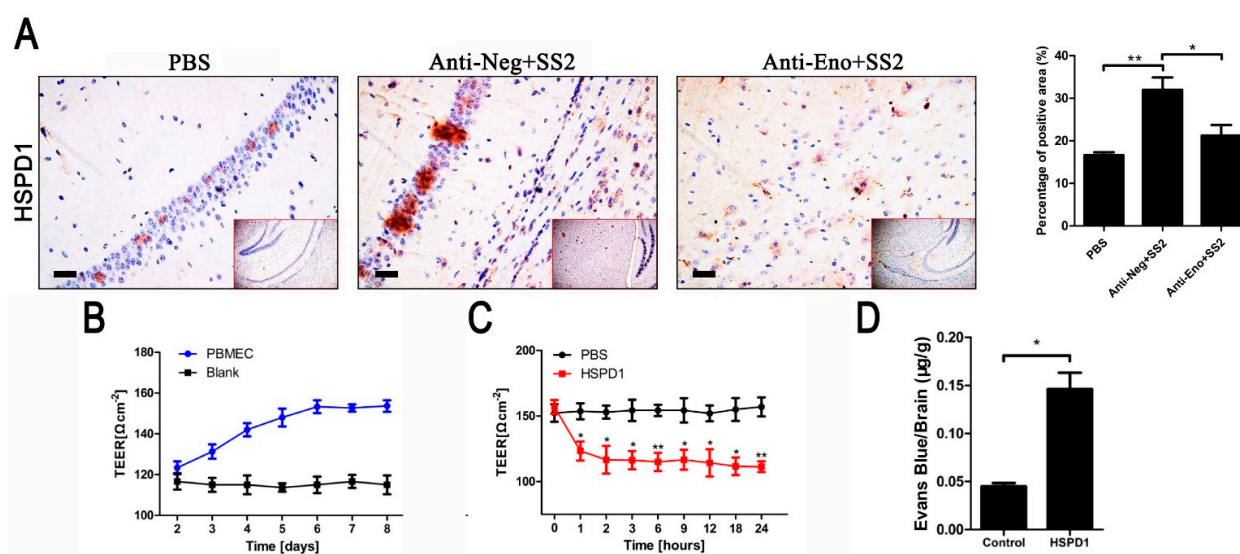 A
PBS
Anti-Neg+SS2
Anti-Eno+SS2
HSPD1
Percentage of positive area (%)
40
30
20
10
0
**
*
PBS
Anti-Neg+SS2
Anti-Eno+SS2
B
PBMEC
Blank
TEER[Ωcm-2]
160
140
120
100
2 3 4 5 6 7 8
Time [days]
C
PBS
HSPD1
TEER[Ωcm-2]
200
150
100
* * * ** * * * **
0 1 2 3 6 9 12 18 24
Time [hours]
D
Evans Blue/Brain (μg/g)
0.20
0.15
0.10
0.05
0.00
*
Control HSPD1